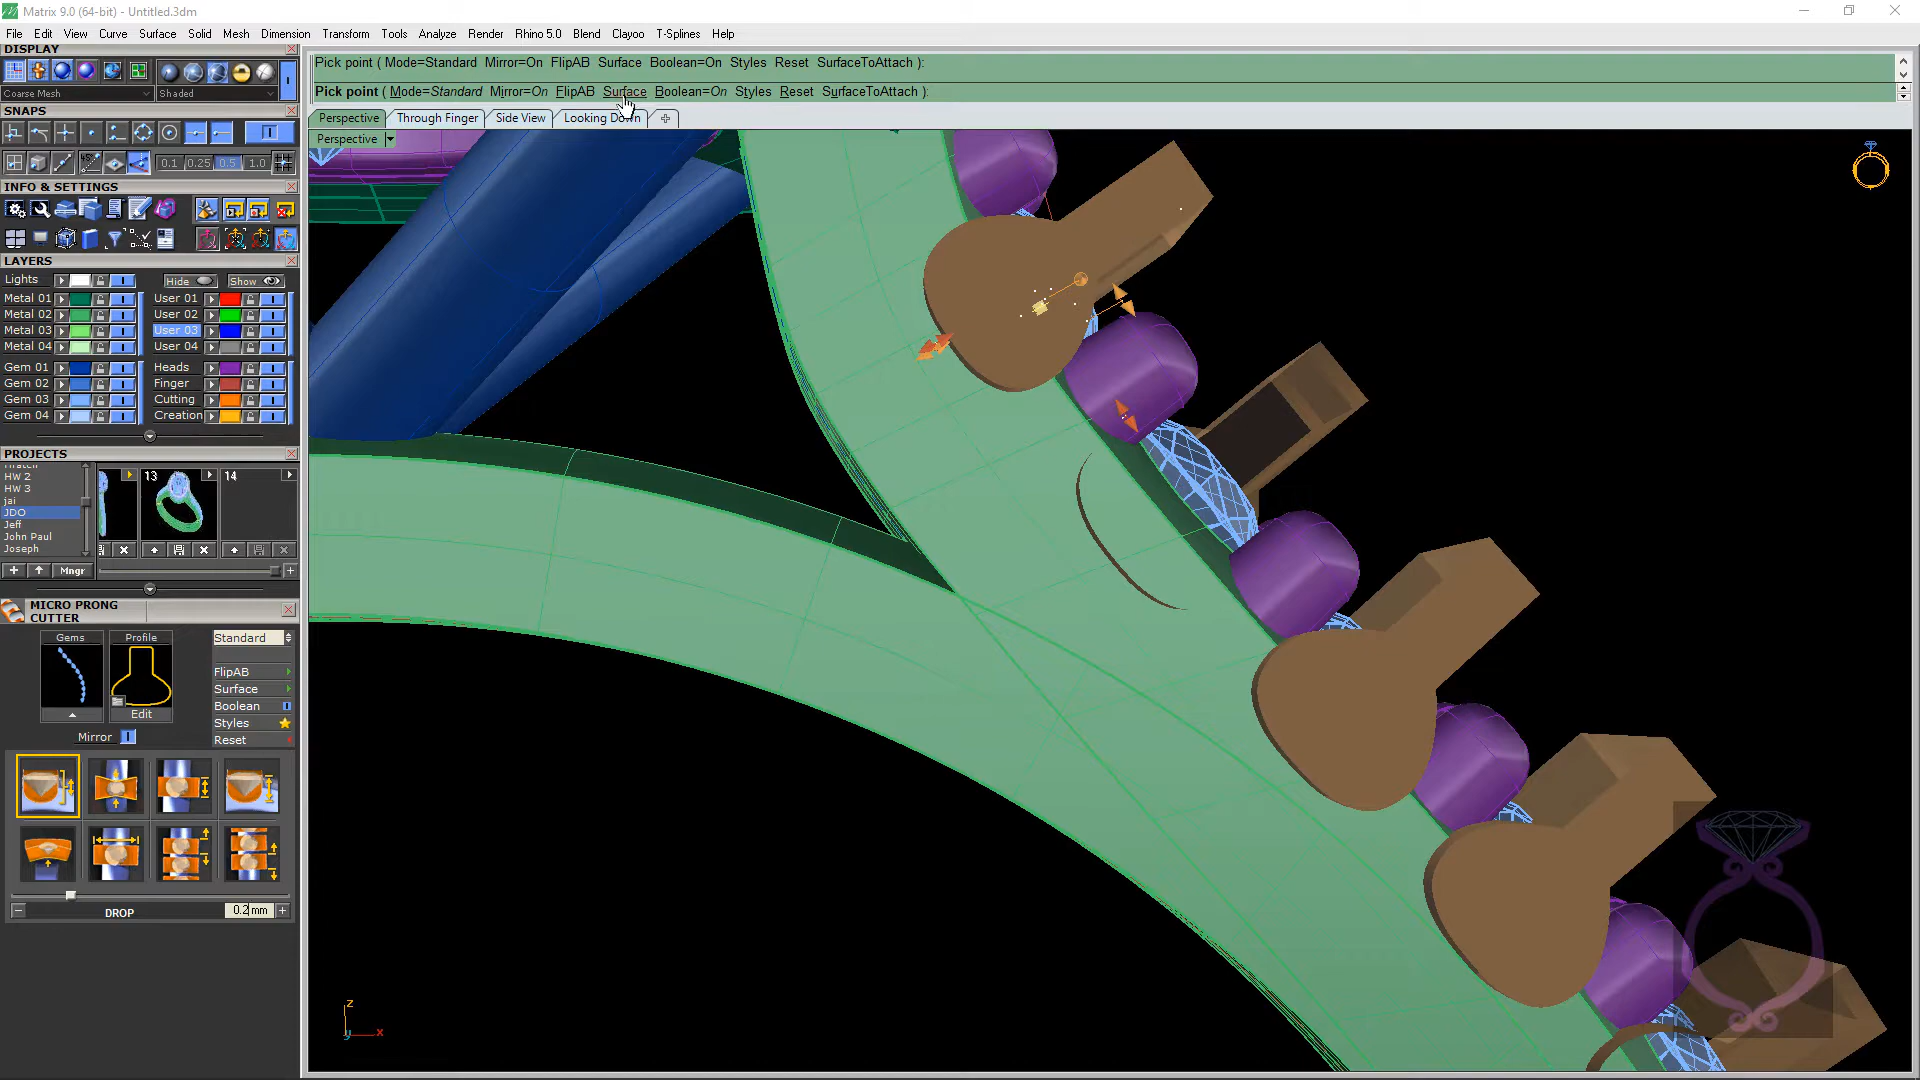 Matrix 9.0 (64-bit) - Untitled.3dm
File Edit View Curve Surface Solid Mesh Dimension Transform Tools Analyze Render Rhino 5.0 Blend Clayoo T-Splines Help
DISPLAY
Coarse Mesh Shaded
SNAPS
0.1 0.25 0.5 1.0
INFO & SETTINGS
LAYERS
Lights Hide Show
Metal 01 User 01
Metal 02 User 02
Metal 03 User 03
Metal 04 User 04
Gem 01 Heads
Gem 02 Finger
Gem 03 Cutting
Gem 04 Creation
PROJECTS
HW 2
HW 3
jai
JDO
Jeff
John Paul
Joseph
13 14
Mngr
MICRO PRONG
CUTTER
Gems Profile Standard
FlipAB
Surface
Boolean
Edit Styles
Mirror Reset
DROP 0.2 mm
Pick point ( Mode=Standard Mirror=On FlipAB Surface Boolean=On Styles Reset SurfaceToAttach ):
Pick point ( Mode=Standard Mirror=On FlipAB Surface Boolean=On Styles Reset SurfaceToAttach ):
Perspective Through Finger Side View Looking Down
Perspective
z
y x